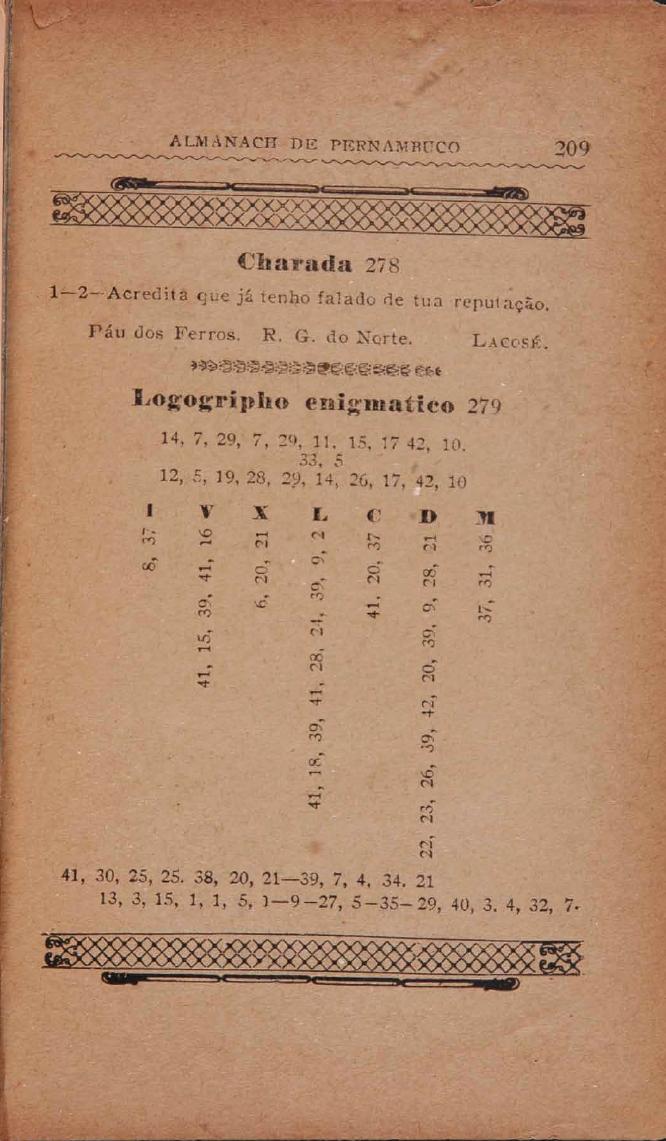 ALMANACH DE PERNAMBUCO 209
Charada 278
1—2—Acredita que já tenho falado de tua reputação.
Páu dos Ferros. R. G. do Norte. LACOSÉ.
Logogripho enigmatico 279
14, 7, 29, 7, 29, 11. 15, 17 42, 10.
33, 5
12, 5, 19, 28, 29, 14, 26, 17, 42, 10
I V X L C D M
8, 37
41, 15, 39, 41, 16
6, 20, 21
41, 18, 39, 41, 28, 24, 39, 9, 2
41, 20, 37
22, 23, 26, 39, 42, 20, 39, 9, 28, 21
37, 31, 36
41, 30, 25, 25. 38, 20, 21—39, 7, 4, 34. 21
13, 3, 15, 1, 1, 5, 1—9—27, 5—35—29, 40, 3. 4, 32, 7.